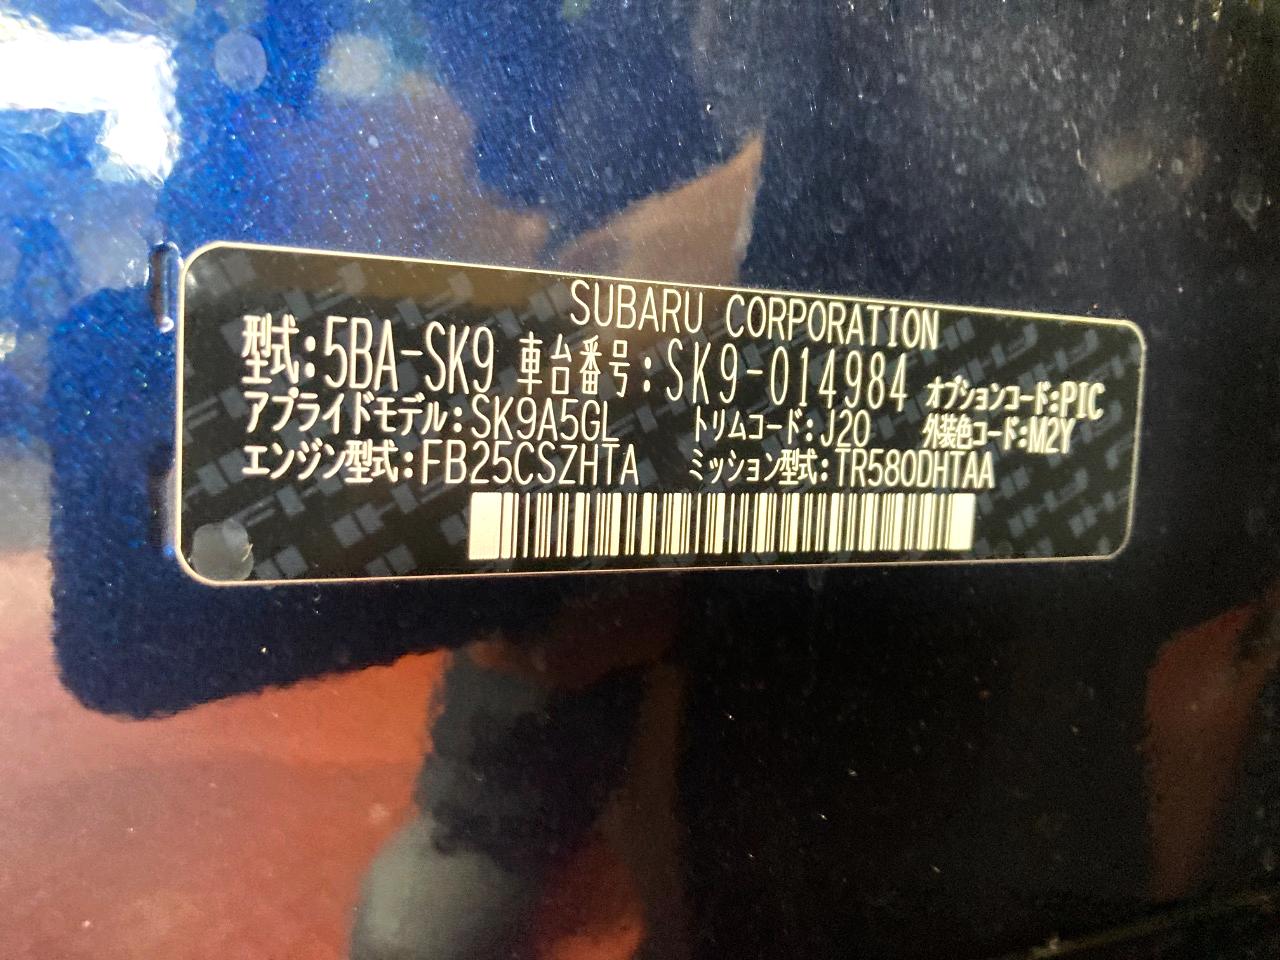 SUBARU CORPORATION
型式:5BA-SK9 車台番号:SK9-014984 オプションコード:PIC
アプライドモデル:SK9A5GL トリムコード:J20 外装色コード:M2Y
エンジン型式:FB25CSZHTA ミッション型式:TR580DHTAA